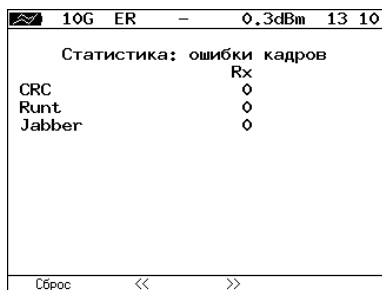 10G ER – 0.3dBm 13 10
Статистика: ошибки кадров
Rx
CRC 0
Runt 0
Jabber 0
Сброс << >>